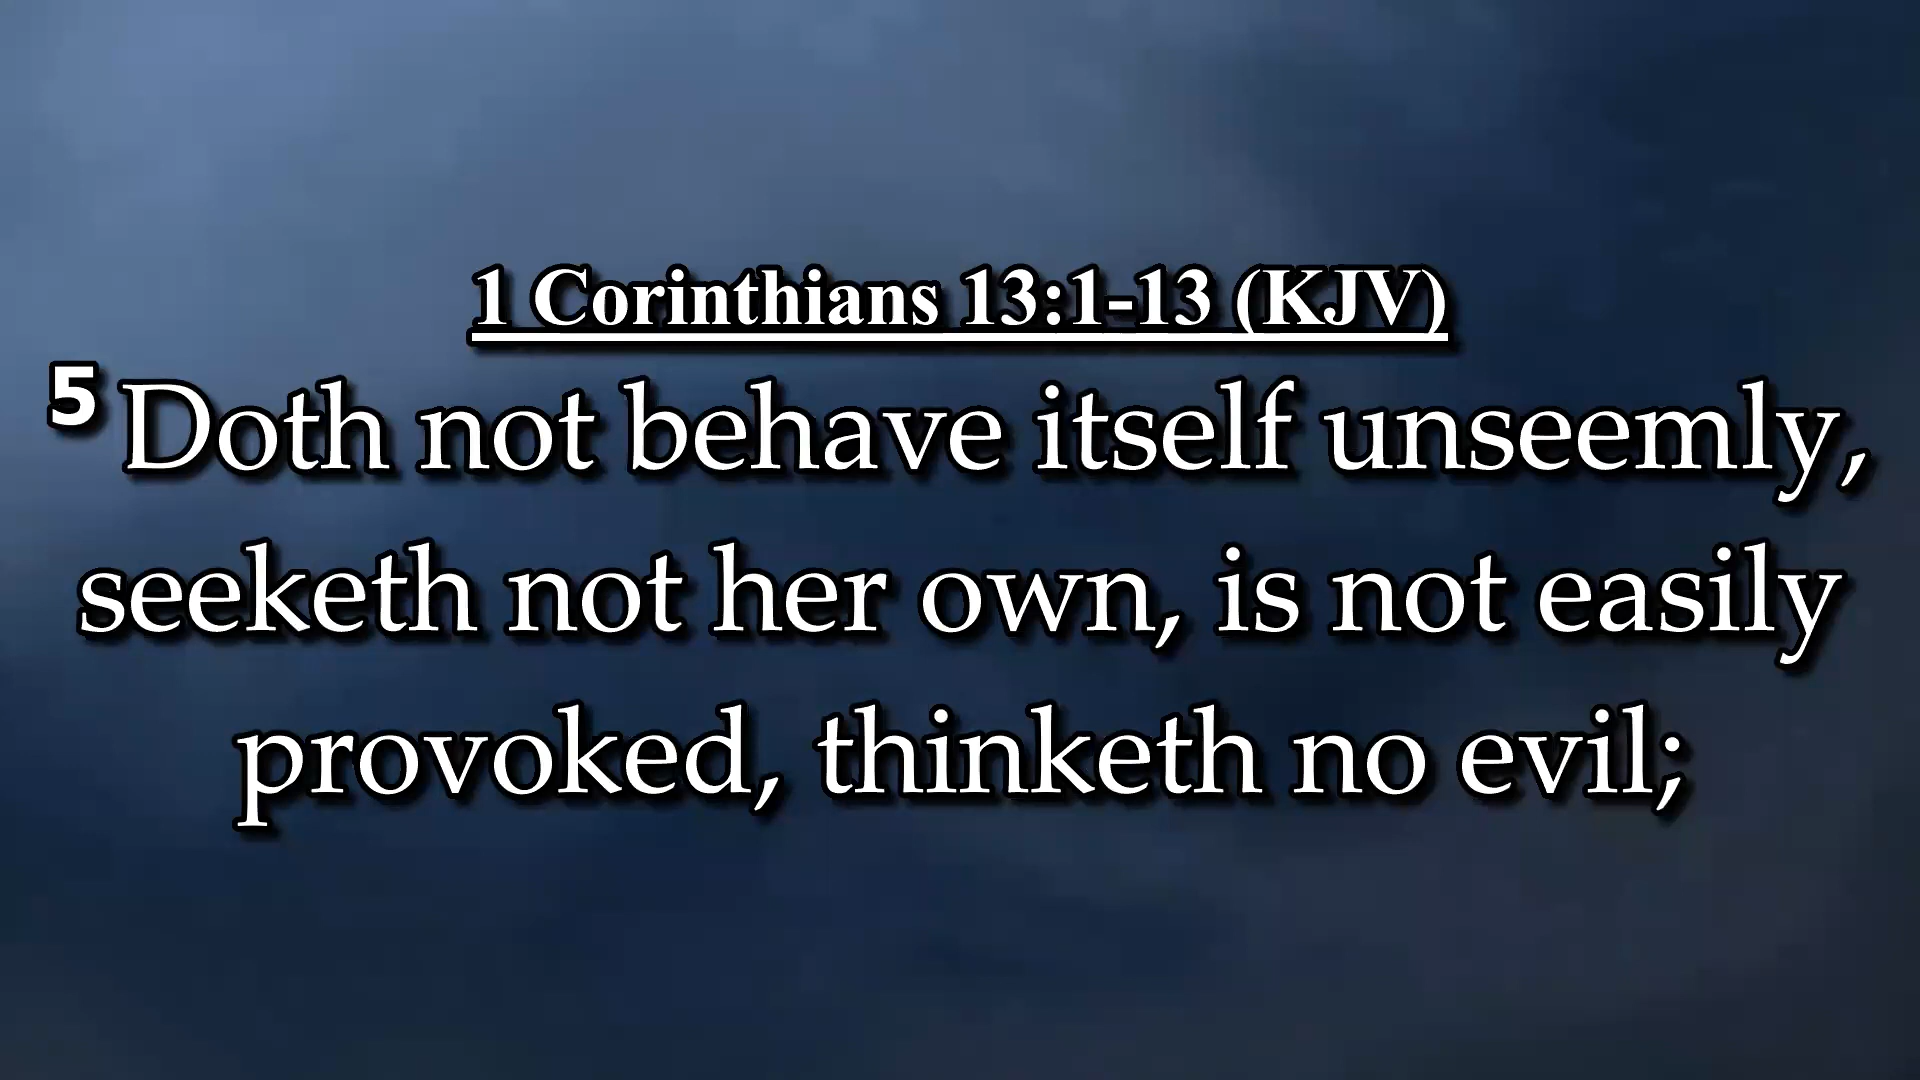 1 Corinthians 13:1-13 (KJV)
5 Doth not behave itself unseemly,
seeketh not her own, is not easily
provoked, thinketh no evil;